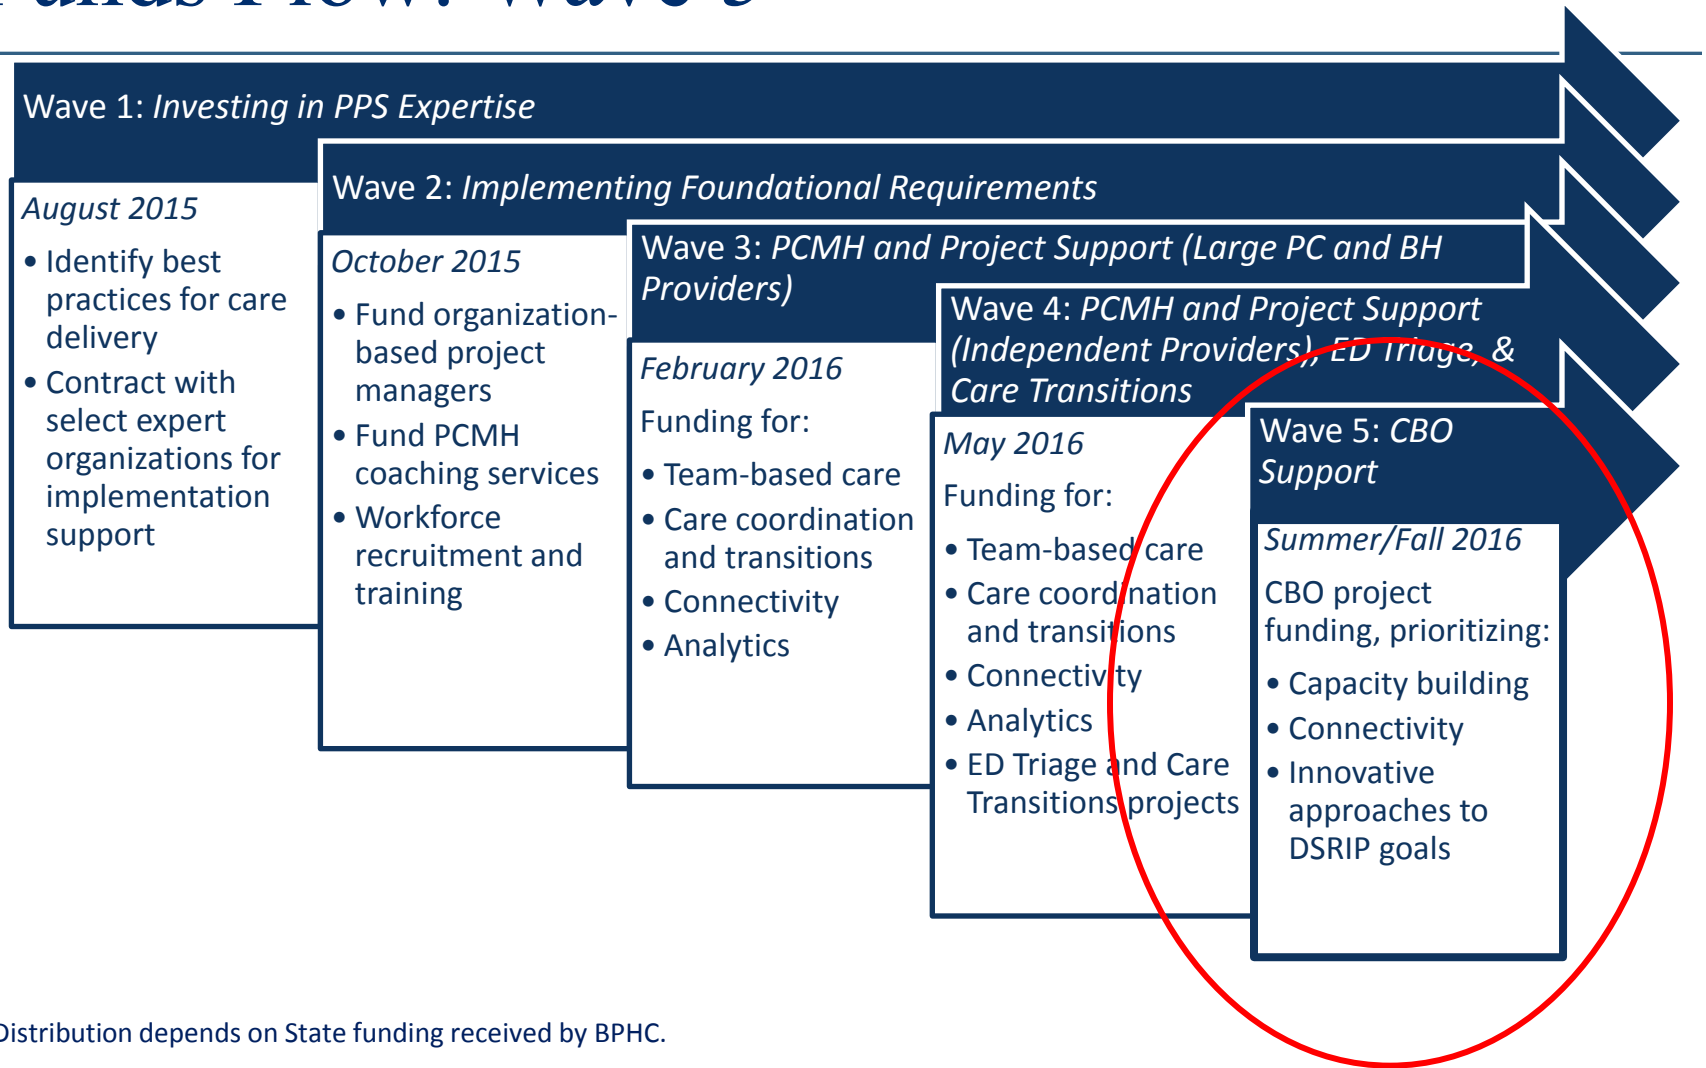 Funds Flow: Wave 5
Wave 1: Investing in PPS Expertise
August 2015
• Identify best
practices for care
delivery
• Contract with
select expert
organizations for
implementation
support
Wave 2: Implementing Foundational Requirements
October 2015
• Fund organization-
based project
managers
• Fund PCMH
coaching services
• Workforce
recruitment and
training
Wave 3: PCMH and Project Support (Large PC and BH
Providers)
February 2016
Funding for:
• Team-based care
• Care coordination
and transitions
• Connectivity
• Analytics
Wave 4: PCMH and Project Support
(Independent Providers), ED Triage, &
Care Transitions
May 2016
Funding for:
• Team-based care
• Care coordination
and transitions
• Connectivity
• Analytics
• ED Triage and Care
Transitions projects
Wave 5: CBO
Support
Summer/Fall 2016
CBO project
funding, prioritizing:
• Capacity building
• Connectivity
• Innovative
approaches to
DSRIP goals
Distribution depends on State funding received by BPHC.